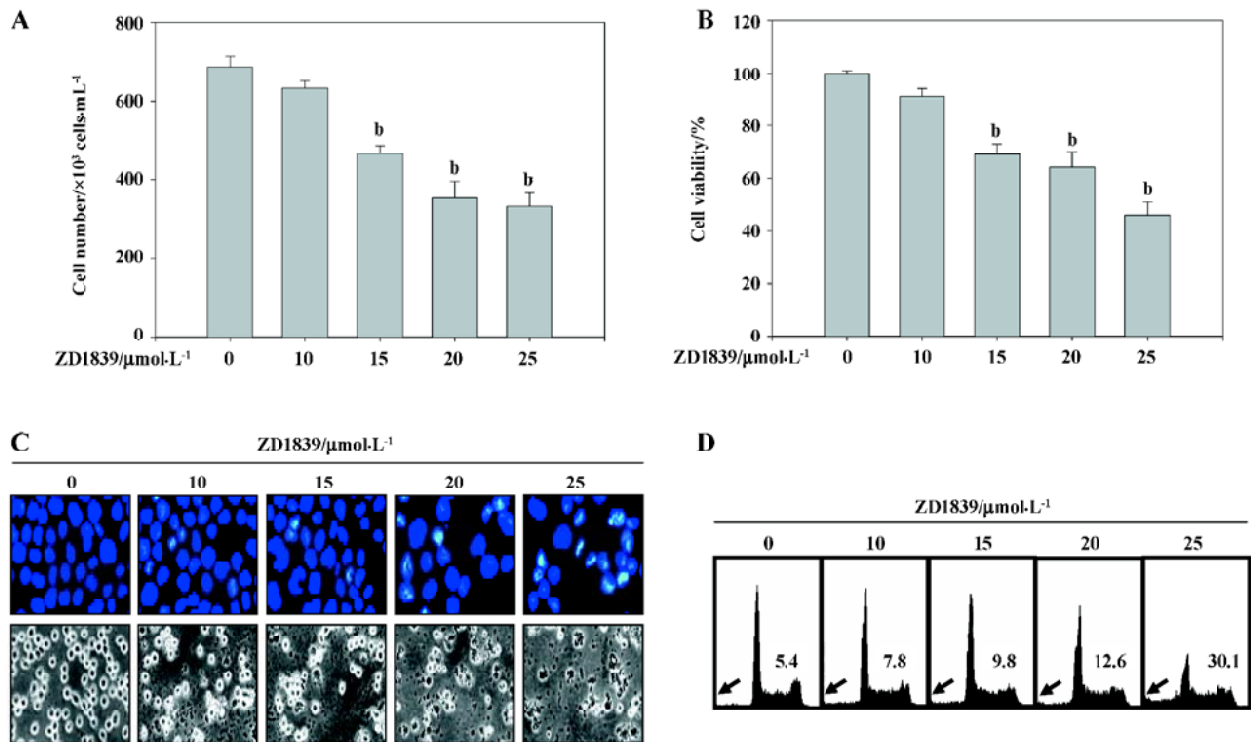 A
Cell number/×10³ cells·mL⁻¹
800
600
400
200
0
b
b
b
ZD1839/μmol·L⁻¹ 0 10 15 20 25
B
Cell viability/%
120
100
80
60
40
20
0
b
b
b
ZD1839/μmol·L⁻¹ 0 10 15 20 25
C
ZD1839/μmol·L⁻¹
0 10 15 20 25
D
ZD1839/μmol·L⁻¹
0 10 15 20 25
5.4 7.8 9.8 12.6 30.1